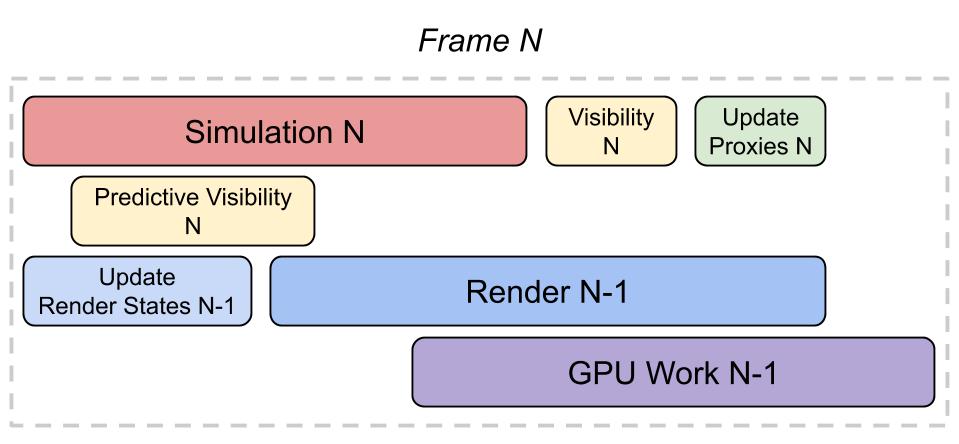 Frame N
Simulation N
Visibility
N
Update
Proxies N
Predictive Visibility
N
Update
Render States N-1
Render N-1
GPU Work N-1